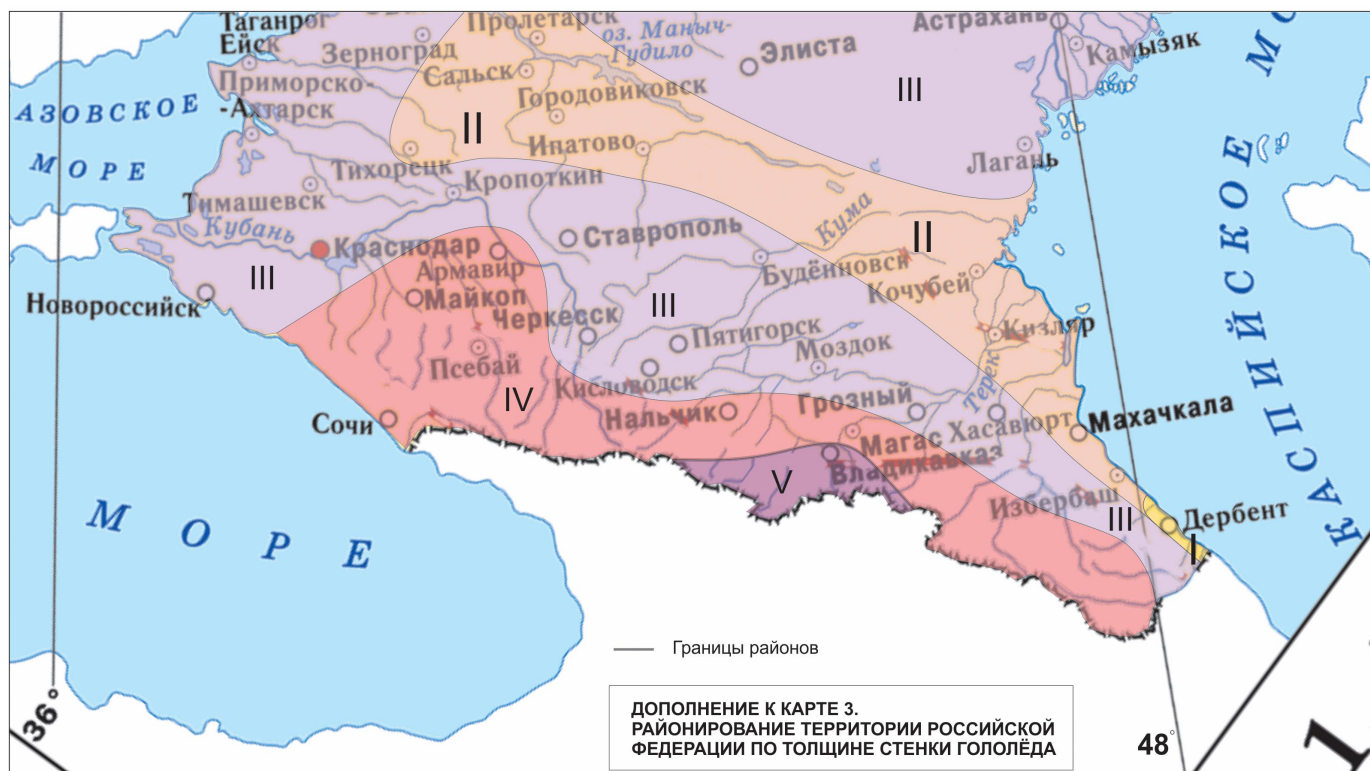 Таганрог
Пролетарск
Астрахань
Ейск
Зерноград
оз. Маныч-
Гудило
Элиста
Камызяк
Приморско-
-Ахтарск
Сальск
Городовиковск
III
АЗОВСКОЕ
МОРЕ
II
Ипатово
Лагань
Тихорецк
Кропоткин
Тимашевск
Кубань
Краснодар
Ставрополь
Кума
II
Армавир
Будённовск
Кочубей
III
Майкоп
III
Новороссийск
Черкесск
Пятигорск
Кизляр
Моздок
Псебай
Кисловодск
Терек
IV
Нальчик
Грозный
Сочи
Магас
Хасавюрт
Махачкала
Владикавказ
V
Избербаш
III
Дербент
I
КАСПИЙСКОЕ МО
МОРЕ
Границы районов
ДОПОЛНЕНИЕ К КАРТЕ 3.
РАЙОНИРОВАНИЕ ТЕРРИТОРИИ РОССИЙСКОЙ
ФЕДЕРАЦИИ ПО ТОЛЩИНЕ СТЕНКИ ГОЛОЛЁДА
36°
48°